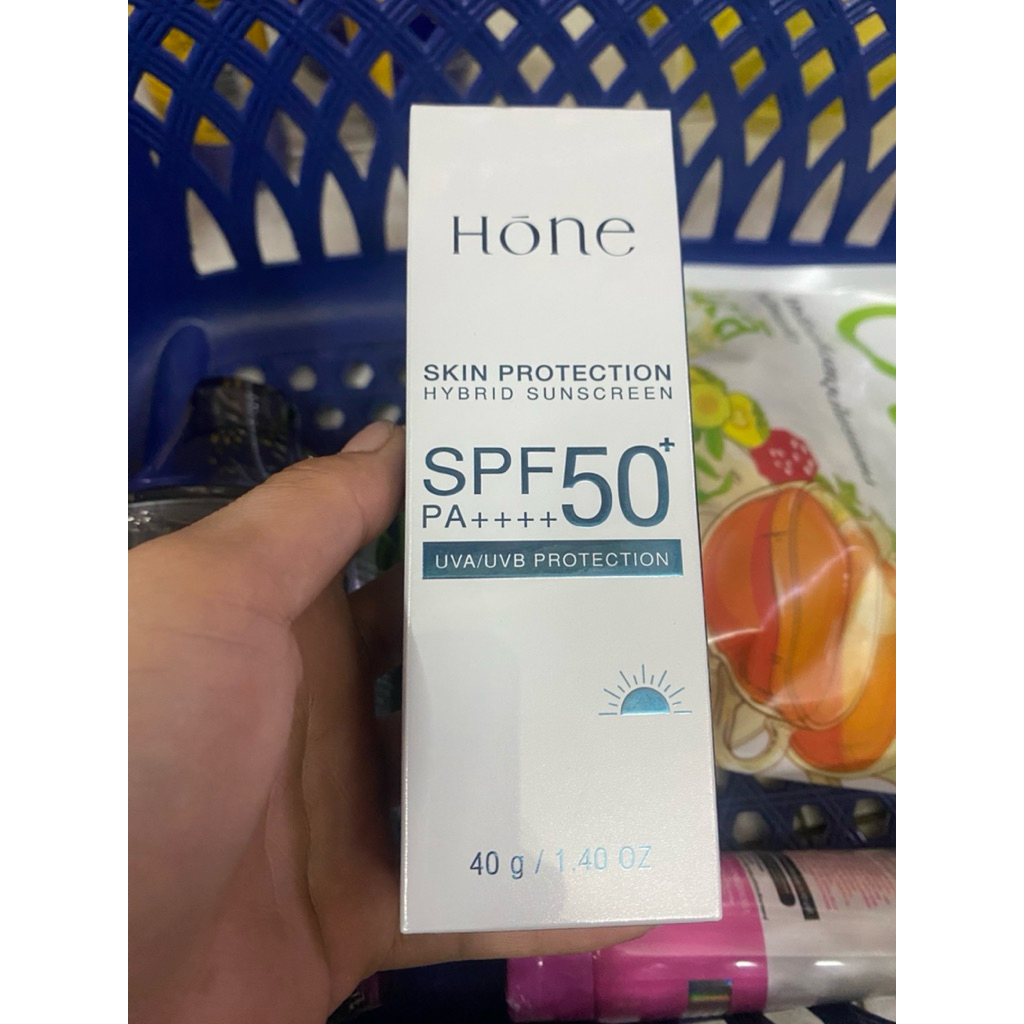 Hōne
SKIN PROTECTION
HYBRID SUNSCREEN
SPF50+
PA++++
UVA/UVB PROTECTION
40 g / 1.40 OZ